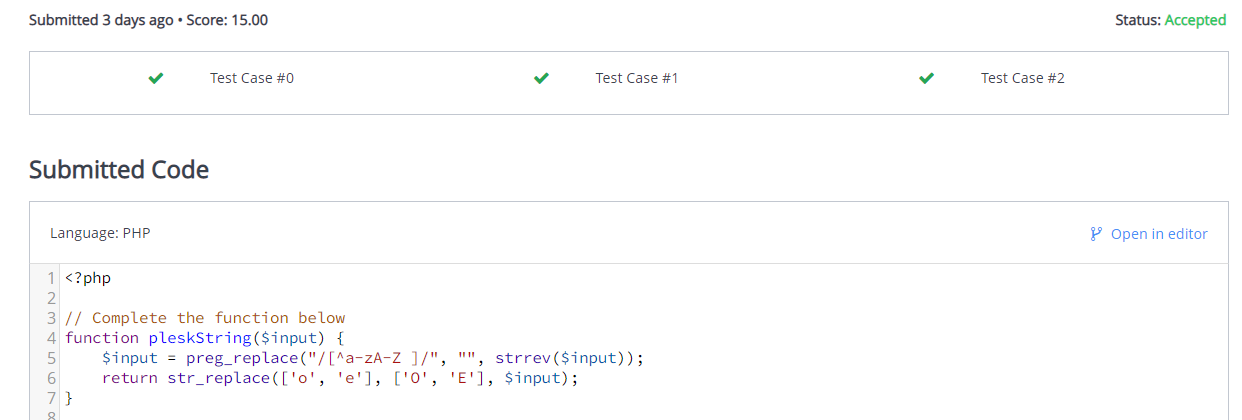 Submitted 3 days ago • Score: 15.00 Status: Accepted
Test Case #0 Test Case #1 Test Case #2
Submitted Code
Language: PHP Open in editor
1 <?php
2
3 // Complete the function below
4 function pleskString($input) {
5     $input = preg_replace("/[^a-zA-Z ]/", "", strrev($input));
6     return str_replace(['o', 'e'], ['O', 'E'], $input);
7 }
8